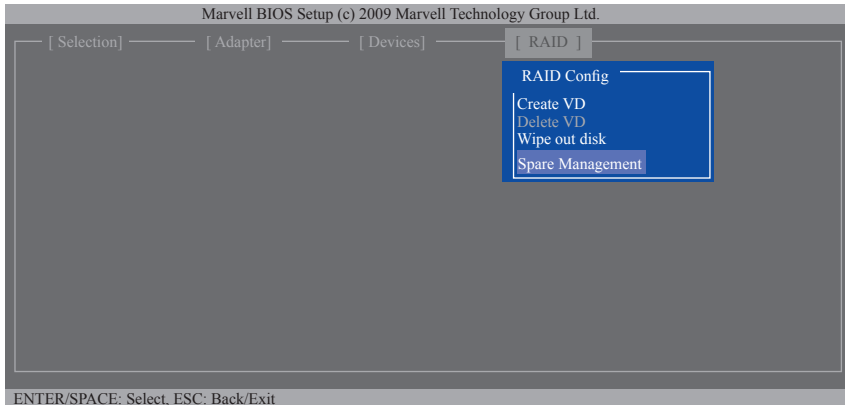 Marvell BIOS Setup (c) 2009 Marvell Technology Group Ltd.
[ Selection] [ Adapter] [ Devices] [ RAID ]
RAID Config
Create VD
Delete VD
Wipe out disk
Spare Management
ENTER/SPACE: Select, ESC: Back/Exit